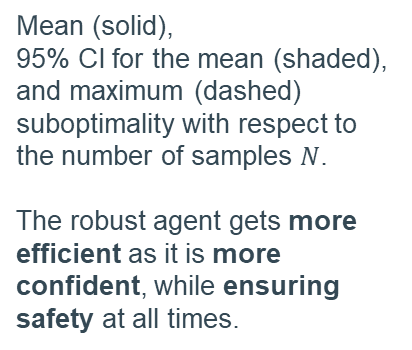 Mean (solid),
95% CI for the mean (shaded),
and maximum (dashed)
suboptimality with respect to
the number of samples N.
The robust agent gets more
efficient as it is more
confident, while ensuring
safety at all times.